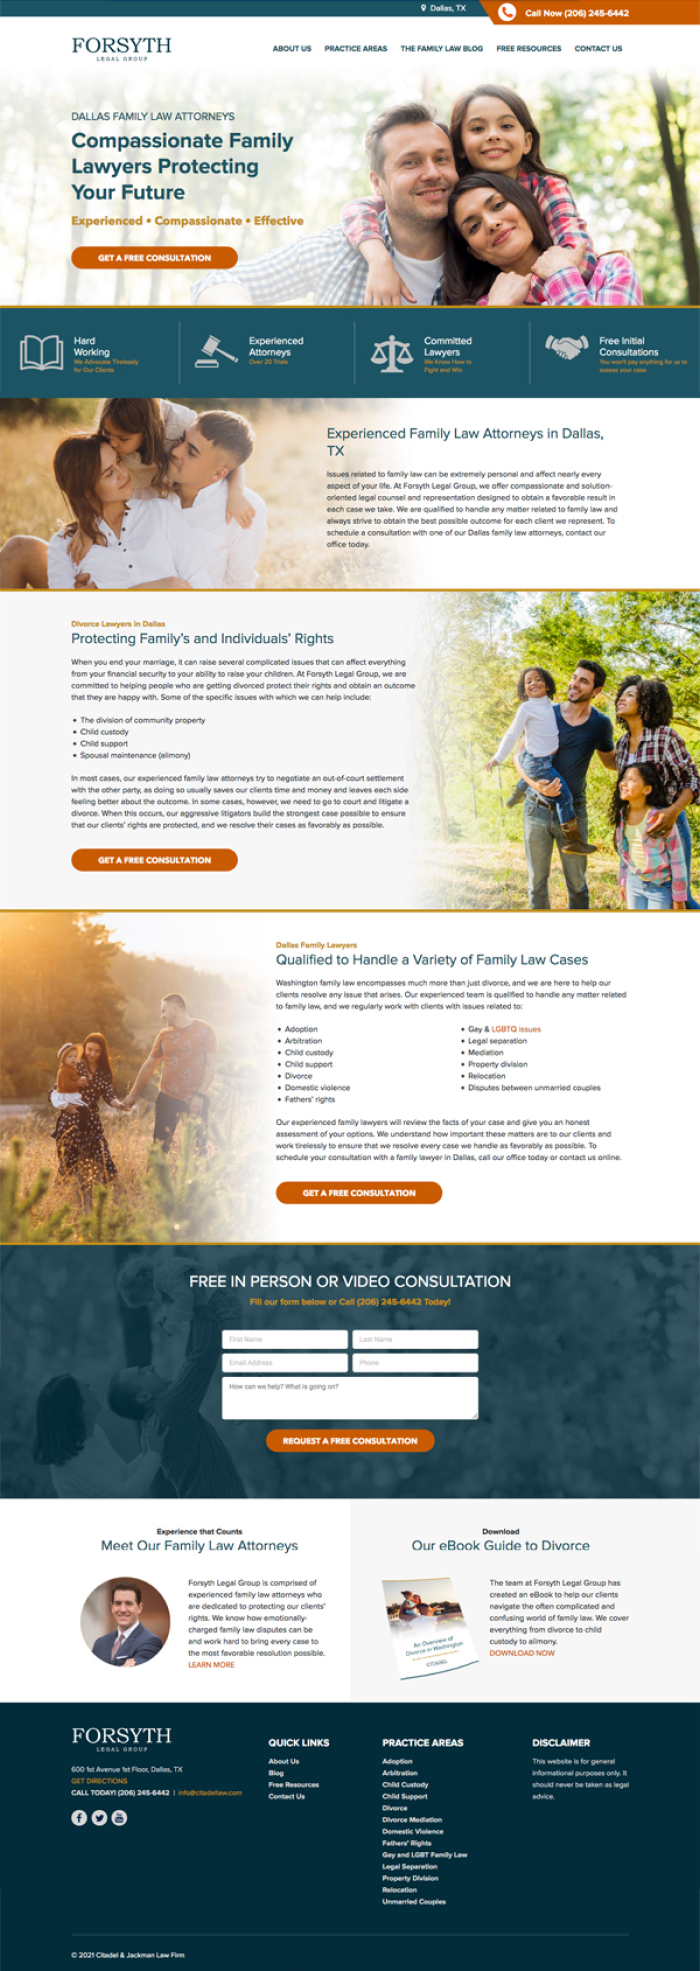 Dallas, TX
Call Now (206) 245-6442
FORSYTH
LEGAL GROUP
ABOUT US
PRACTICE AREAS
THE FAMILY LAW BLOG
FREE RESOURCES
CONTACT US
DALLAS FAMILY LAW ATTORNEYS
Compassionate Family
Lawyers Protecting
Your Future
Experienced • Compassionate • Effective
GET A FREE CONSULTATION
Hard
Working
We Advocate Tirelessly
for Our Clients
Experienced
Attorneys
Over 20 Trials
Committed
Lawyers
We Know How to
Fight and Win
Free Initial
Consultations
You won't pay anything for us to
assess your case
Experienced Family Law Attorneys in Dallas,
TX
Issues related to family law can be extremely personal and affect nearly every
aspect of your life. At Forsyth Legal Group, we offer compassionate and solution-
oriented legal counsel and representation designed to obtain a favorable result in
each case we take. We are qualified to handle any matter related to family law and
always strive to obtain the best possible outcome for each client we represent. To
schedule a consultation with one of our Dallas family law attorneys, contact our
office today.
Divorce Lawyers in Dallas
Protecting Family's and Individuals' Rights
When you end your marriage, it can raise several complicated issues that can affect everything
from your financial security to your ability to raise your children. At Forsyth Legal Group, we are
committed to helping people who are getting divorced protect their rights and obtain an outcome
that they are happy with. Some of the specific issues with which we can help include:
• The division of community property
• Child custody
• Child support
• Spousal maintenance (alimony)
In most cases, our experienced family law attorneys try to negotiate an out-of-court settlement
with the other party, as doing so usually saves our clients time and money and leaves each side
feeling better about the outcome. In some cases, however, we need to go to court and litigate a
divorce. When this occurs, our aggressive litigators build the strongest case possible to ensure
that our clients' rights are protected, and we resolve their cases as favorably as possible.
GET A FREE CONSULTATION
Dallas Family Lawyers
Qualified to Handle a Variety of Family Law Cases
Washington family law encompasses much more than just divorce, and we are here to help our
clients resolve any issue that arises. Our experienced team is qualified to handle any matter related
to family law, and we regularly work with clients with issues related to:
• Adoption
• Arbitration
• Child custody
• Child support
• Divorce
• Domestic violence
• Fathers' rights
• Gay & LGBTQ issues
• Legal separation
• Mediation
• Property division
• Relocation
• Disputes between unmarried couples
Our experienced family lawyers will review the facts of your case and give you an honest
assessment of your options. We understand how important these matters are to our clients and
work tirelessly to ensure that we resolve every case we handle as favorably as possible. To
schedule your consultation with a family lawyer in Dallas, call our office today or contact us online.
GET A FREE CONSULTATION
FREE IN PERSON OR VIDEO CONSULTATION
Fill our form below or Call (206) 245-6442 Today!
First Name
Last Name
Email Address
Phone
How can we help? What is going on?
REQUEST A FREE CONSULTATION
Experience that Counts
Meet Our Family Law Attorneys
Forsyth Legal Group is comprised of
experienced family law attorneys who
are dedicated to protecting our clients'
rights. We know how emotionally-
charged family law disputes can be
and work hard to bring every case to
the most favorable resolution possible.
LEARN MORE
Download
Our eBook Guide to Divorce
An Overview of
Divorce in Washington
CITADEL
The team at Forsyth Legal Group has
created an eBook to help our clients
navigate the often complicated and
confusing world of family law. We cover
everything from divorce to child
custody to alimony.
DOWNLOAD NOW
FORSYTH
LEGAL GROUP
600 1st Avenue 1st Floor, Dallas, TX
GET DIRECTIONS
CALL TODAY! (206) 245-6442 | info@citadellaw.com
QUICK LINKS
About Us
Blog
Free Resources
Contact Us
PRACTICE AREAS
Adoption
Arbitration
Child Custody
Child Support
Divorce
Divorce Mediation
Domestic Violence
Fathers' Rights
Gay and LGBT Family Law
Legal Separation
Property Division
Relocation
Unmarried Couples
DISCLAIMER
This website is for general
informational purposes only. It
should never be taken as legal
advice.
© 2021 Citadel & Jackman Law Firm